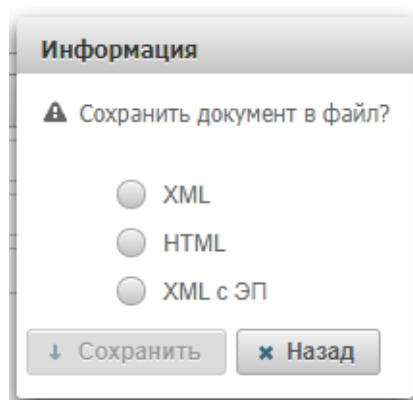 Информация
Сохранить документ в файл?
XML
HTML
XML с ЭП
Сохранить
Назад